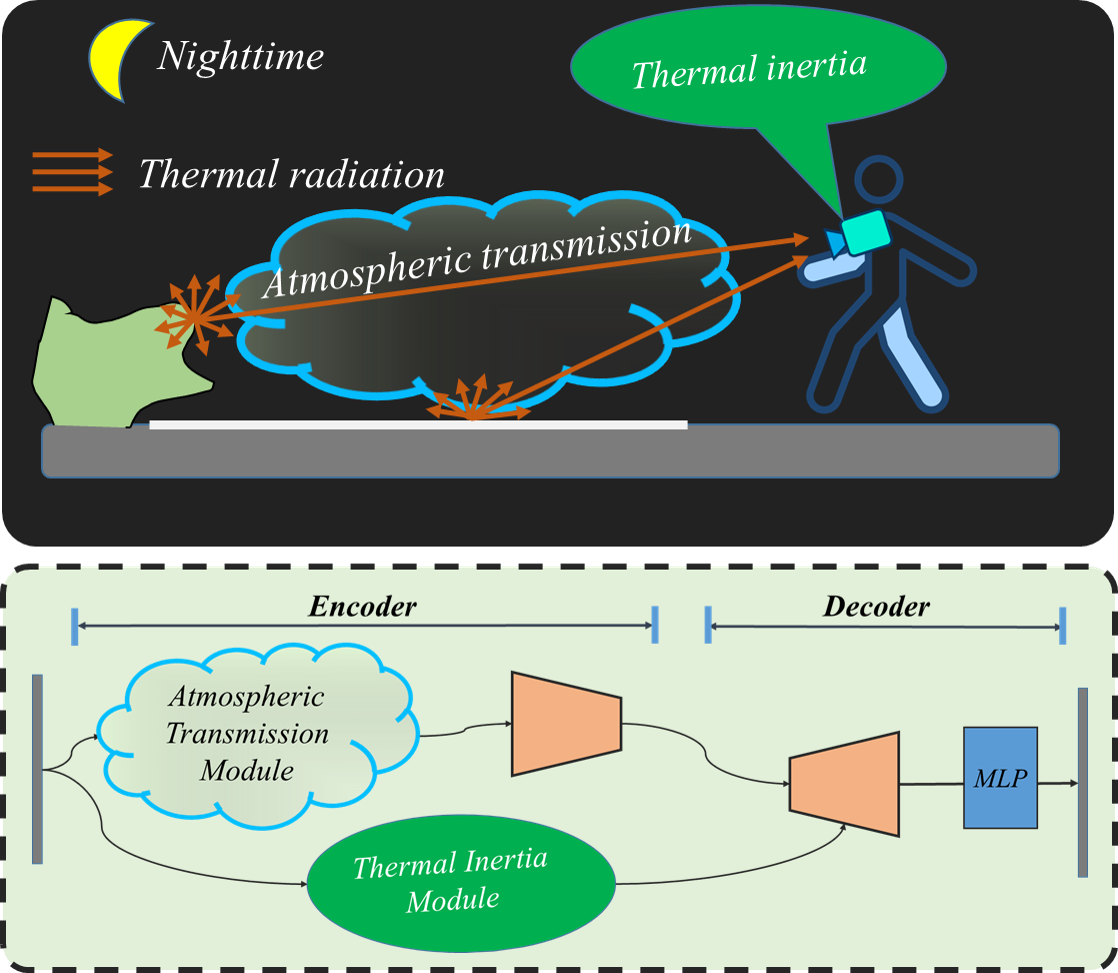 Nighttime
Thermal inertia
Thermal radiation
Atmospheric transmission
Encoder
Decoder
Atmospheric
Transmission
Module
MLP
Thermal Inertia
Module